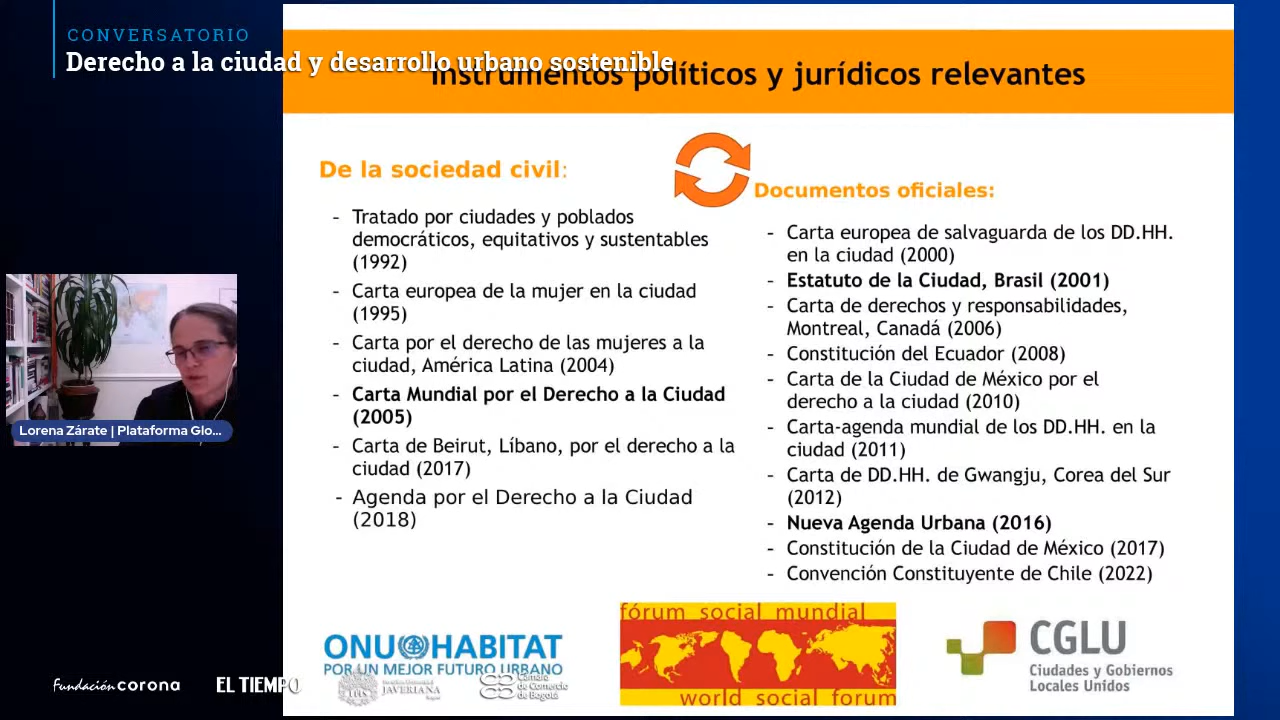 CONVERSATORIO
Derecho a la ciudad y desarrollo urbano sostenible
Instrumentos políticos y jurídicos relevantes
De la sociedad civil:
- Tratado por ciudades y poblados
democráticos, equitativos y sustentables
(1992)
- Carta europea de la mujer en la ciudad
(1995)
- Carta por el derecho de las mujeres a la
ciudad, América Latina (2004)
- Carta Mundial por el Derecho a la Ciudad
(2005)
- Carta de Beirut, Líbano, por el derecho a la
ciudad (2017)
- Agenda por el Derecho a la Ciudad
(2018)
Documentos oficiales:
- Carta europea de salvaguarda de los DD.HH.
en la ciudad (2000)
- Estatuto de la Ciudad, Brasil (2001)
- Carta de derechos y responsabilidades,
Montreal, Canadá (2006)
- Constitución del Ecuador (2008)
- Carta de la Ciudad de México por el
derecho a la ciudad (2010)
- Carta-agenda mundial de los DD.HH. en la
ciudad (2011)
- Carta de DD.HH. de Gwangju, Corea del Sur
(2012)
- Nueva Agenda Urbana (2016)
- Constitución de la Ciudad de México (2017)
- Convención Constituyente de Chile (2022)
Lorena Zárate | Plataforma Glo...
ONU HABITAT
POR UN MEJOR FUTURO URBANO
fórum social mundial
world social forum
CGLU
Ciudades y Gobiernos
Locales Unidos
Fundación corona
EL TIEMPO
JAVERIANA
Cámara
de Comercio
de Bogotá